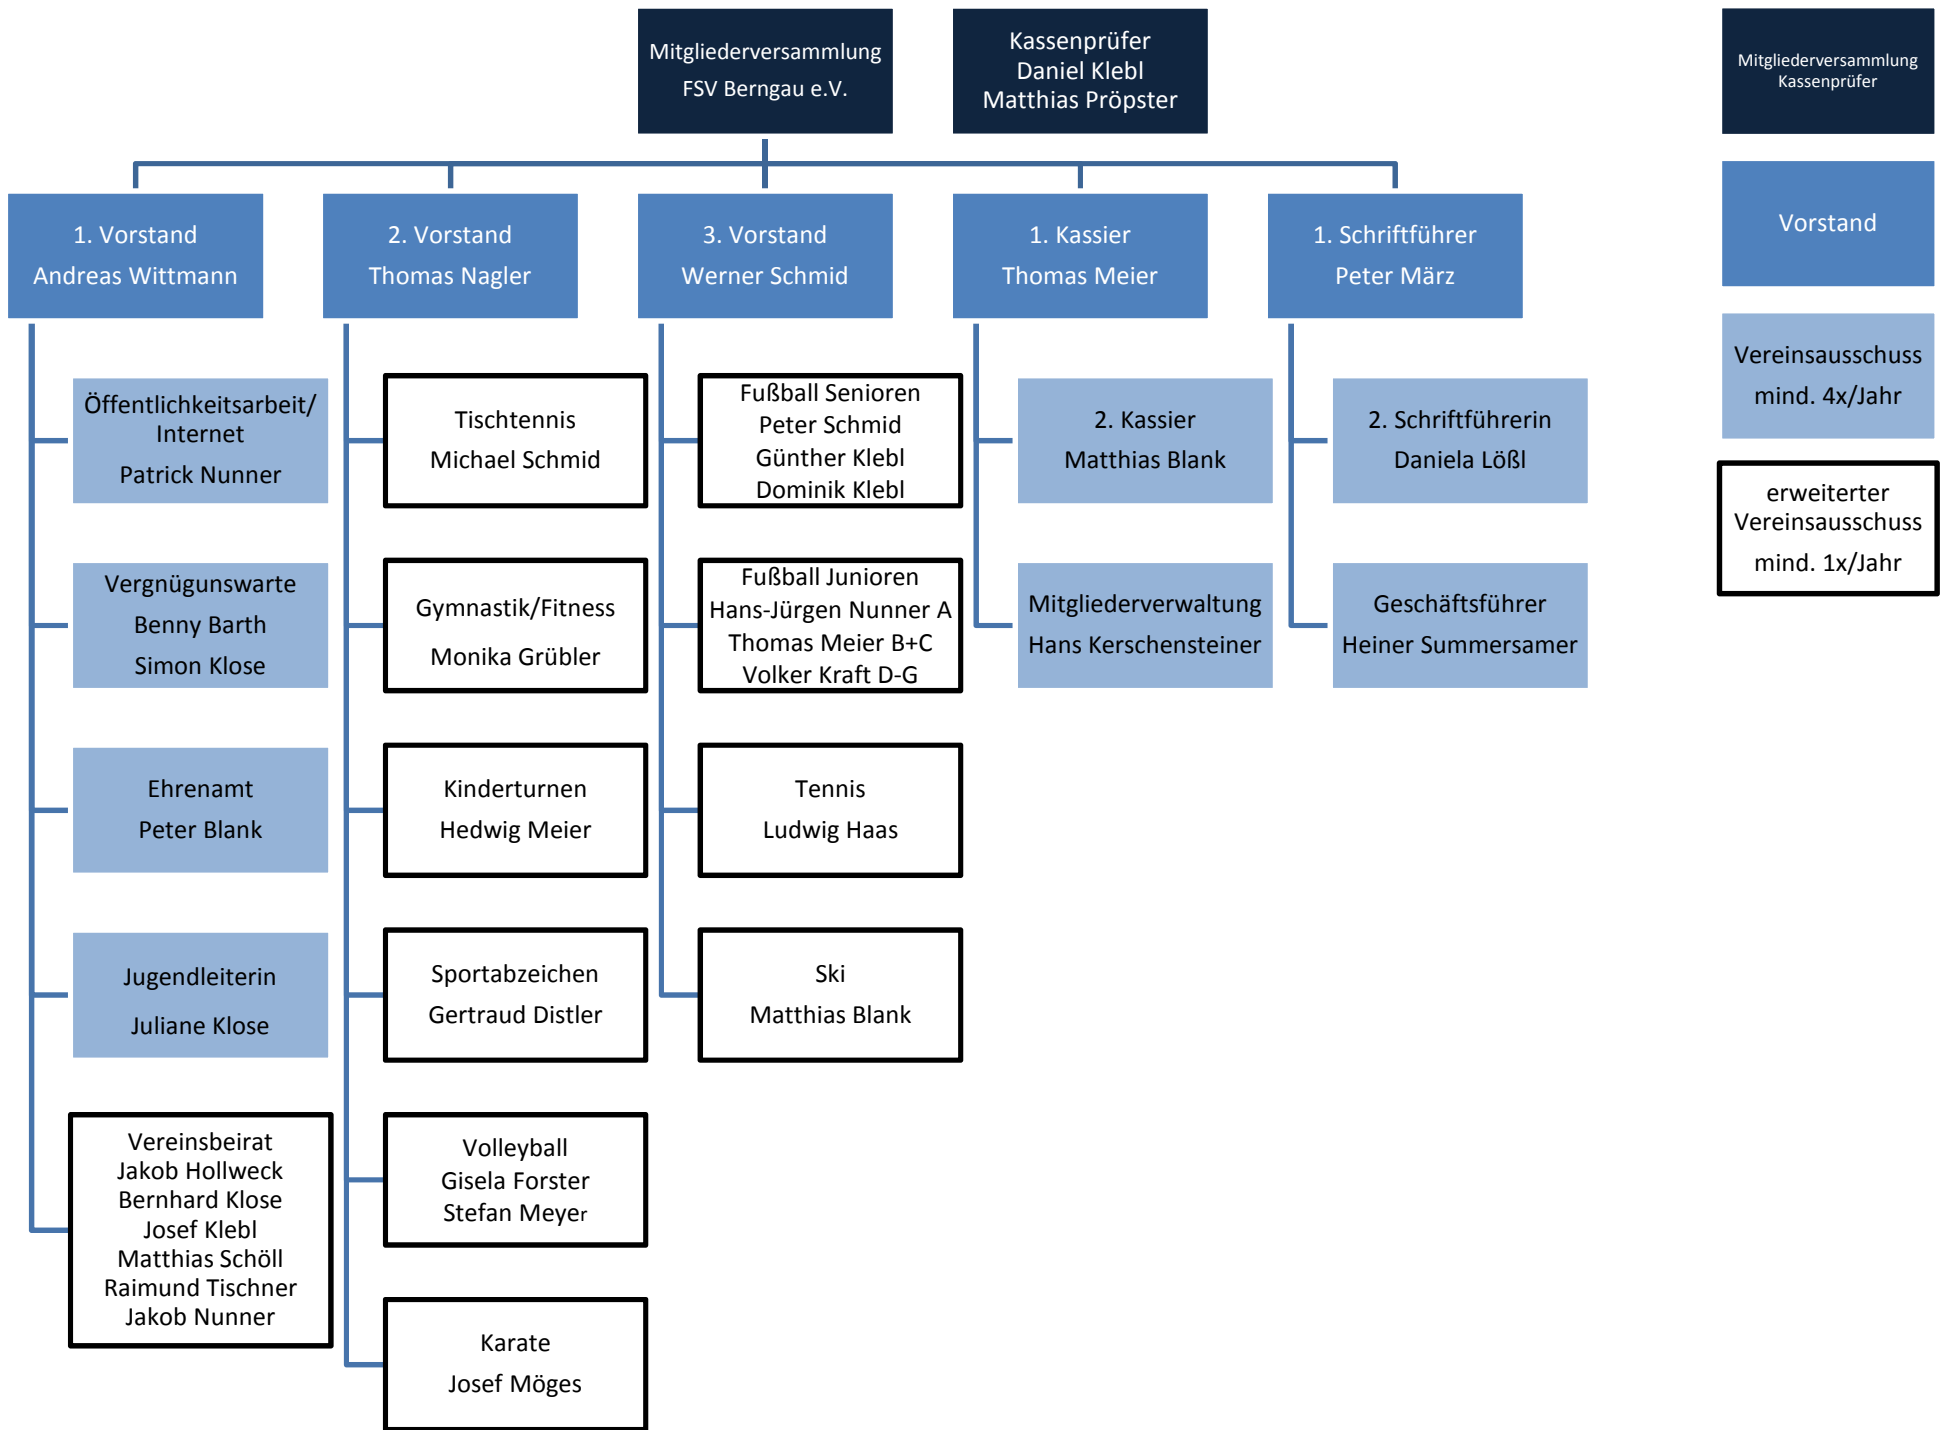 Mitgliederversammlung
FSV Berngau e.V.
Kassenprüfer
Daniel Klebl
Matthias Pröpster
Mitgliederversammlung
Kassenprüfer
1. Vorstand
Andreas Wittmann
2. Vorstand
Thomas Nagler
3. Vorstand
Werner Schmid
1. Kassier
Thomas Meier
1. Schriftführer
Peter März
Vorstand
Öffentlichkeitsarbeit/
Internet
Patrick Nunner
Vergnügunswarte
Benny Barth
Simon Klose
Ehrenamt
Peter Blank
Jugendleiterin
Juliane Klose
Vereinsbeirat
Jakob Hollweck
Bernhard Klose
Josef Klebl
Matthias Schöll
Raimund Tischner
Jakob Nunner
Tischtennis
Michael Schmid
Gymnastik/Fitness
Monika Grübler
Kinderturnen
Hedwig Meier
Sportabzeichen
Gertraud Distler
Volleyball
Gisela Forster
Stefan Meyer
Karate
Josef Möges
Fußball Senioren
Peter Schmid
Günther Klebl
Dominik Klebl
Fußball Junioren
Hans-Jürgen Nunner A
Thomas Meier B+C
Volker Kraft D-G
Tennis
Ludwig Haas
Ski
Matthias Blank
2. Kassier
Matthias Blank
Mitgliederverwaltung
Hans Kerschensteiner
2. Schriftführerin
Daniela Lößl
Geschäftsführer
Heiner Summersamer
Vereinsausschuss
mind. 4x/Jahr
erweiterter
Vereinsausschuss
mind. 1x/Jahr